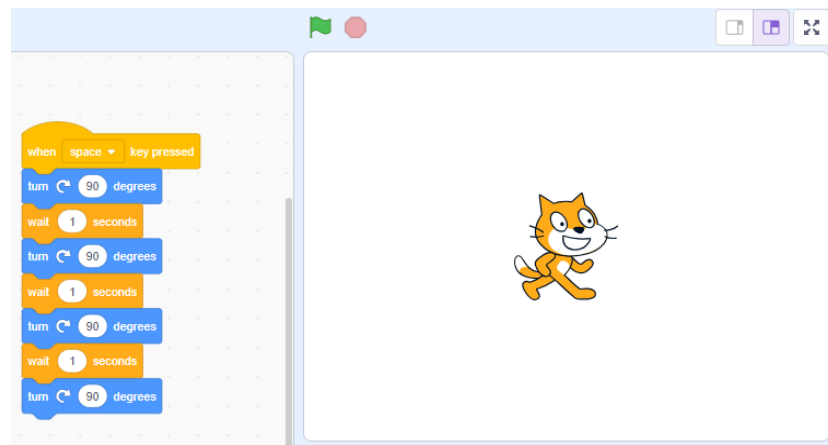 when space key pressed
turn 90 degrees
wait 1 seconds
turn 90 degrees
wait 1 seconds
turn 90 degrees
wait 1 seconds
turn 90 degrees